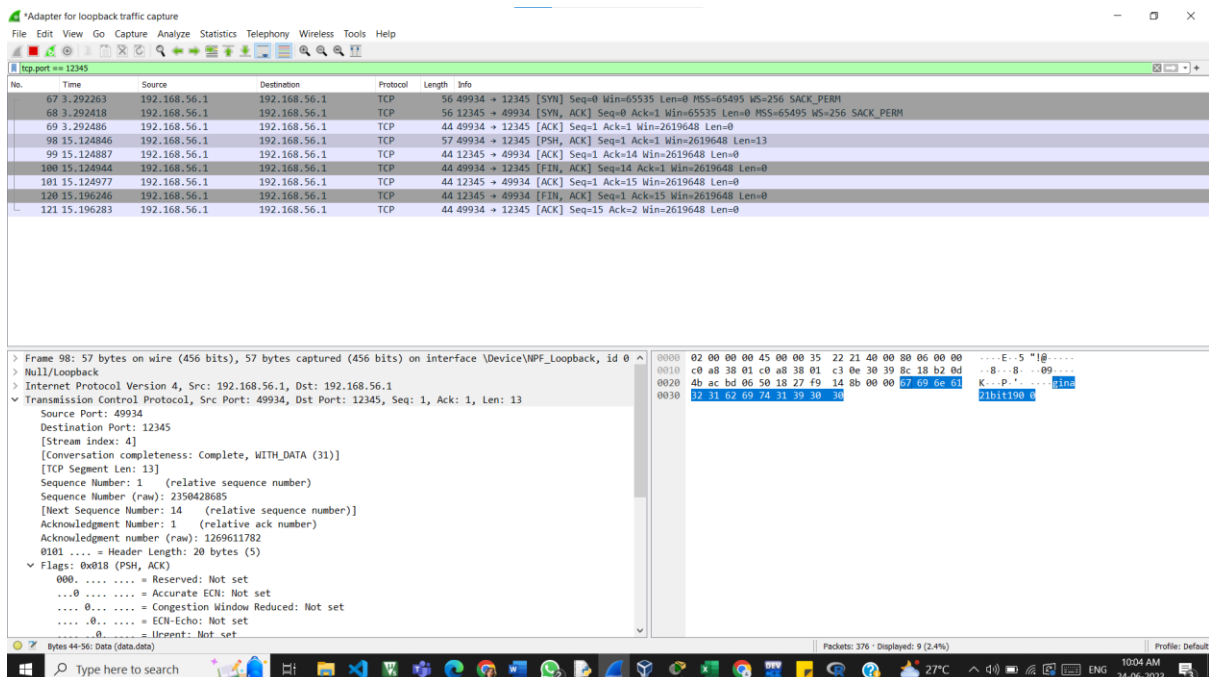 *Adapter for loopback traffic capture
File Edit View Go Capture Analyze Statistics Telephony Wireless Tools Help
tcp.port == 12345
No. Time Source Destination Protocol Length Info
67 3.292263 192.168.56.1 192.168.56.1 TCP 56 49934 → 12345 [SYN] Seq=0 Win=65535 Len=0 MSS=65495 WS=256 SACK_PERM
68 3.292418 192.168.56.1 192.168.56.1 TCP 56 12345 → 49934 [SYN, ACK] Seq=0 Ack=1 Win=65535 Len=0 MSS=65495 WS=256 SACK_PERM
69 3.292486 192.168.56.1 192.168.56.1 TCP 44 49934 → 12345 [ACK] Seq=1 Ack=1 Win=2619648 Len=0
98 15.124846 192.168.56.1 192.168.56.1 TCP 57 49934 → 12345 [PSH, ACK] Seq=1 Ack=1 Win=2619648 Len=13
99 15.124887 192.168.56.1 192.168.56.1 TCP 44 12345 → 49934 [ACK] Seq=1 Ack=14 Win=2619648 Len=0
100 15.124944 192.168.56.1 192.168.56.1 TCP 44 49934 → 12345 [FIN, ACK] Seq=14 Ack=1 Win=2619648 Len=0
101 15.124977 192.168.56.1 192.168.56.1 TCP 44 12345 → 49934 [ACK] Seq=1 Ack=15 Win=2619648 Len=0
120 15.196246 192.168.56.1 192.168.56.1 TCP 44 12345 → 49934 [FIN, ACK] Seq=1 Ack=15 Win=2619648 Len=0
121 15.196283 192.168.56.1 192.168.56.1 TCP 44 49934 → 12345 [ACK] Seq=15 Ack=2 Win=2619648 Len=0
Frame 98: 57 bytes on wire (456 bits), 57 bytes captured (456 bits) on interface \Device\NPF_Loopback, id 0
Null/Loopback
Internet Protocol Version 4, Src: 192.168.56.1, Dst: 192.168.56.1
Transmission Control Protocol, Src Port: 49934, Dst Port: 12345, Seq: 1, Ack: 1, Len: 13
Source Port: 49934
Destination Port: 12345
[Stream index: 4]
[Conversation completeness: Complete, WITH_DATA (31)]
[TCP Segment Len: 13]
Sequence Number: 1 (relative sequence number)
Sequence Number (raw): 2350428685
[Next Sequence Number: 14 (relative sequence number)]
Acknowledgment Number: 1 (relative ack number)
Acknowledgment number (raw): 1269611782
0101 .... = Header Length: 20 bytes (5)
Flags: 0x018 (PSH, ACK)
000. .... .... = Reserved: Not set
...0 .... .... = Accurate ECN: Not set
.... 0... .... = Congestion Window Reduced: Not set
.... .0.. .... = ECN-Echo: Not set
.... ..0. .... = Urgent: Not set
0000 02 00 00 00 45 00 00 35 22 21 40 00 80 06 00 00 ····E··5 "!@·····
0010 c0 a8 38 01 c0 a8 38 01 c3 0e 30 39 8c 18 b2 0d ··8···8· ··09····
0020 4b ac bd 06 50 18 27 f9 14 8b 00 00 67 69 6e 61 K···P·'· ····gina
0030 32 31 62 69 74 31 39 30 30 21bit190 0
Bytes 44-56: Data (data.data)
Packets: 376 · Displayed: 9 (2.4%)
Profile: Default
Type here to search
27°C
ENG
10:04 AM
24-06-2023